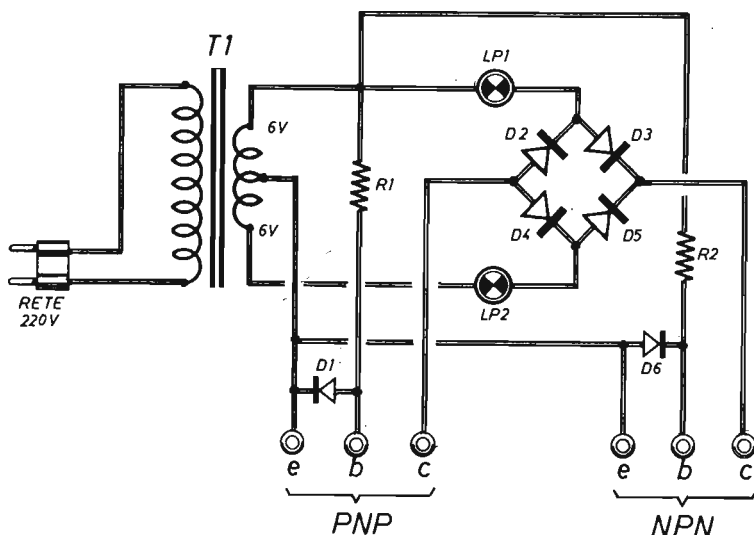 T1
LP1
6V
D2
D3
R1
D4
D5
6V
R2
RETE
220V
LP2
D1
D6
e
b
c
e
b
c
PNP
NPN